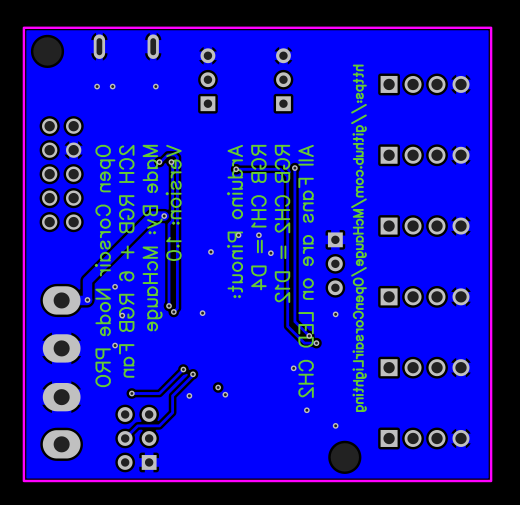 Open Corsair Node PRO
2CH RGB + 6 RGB Fan
Made By: McHauge
Version: 1.0
Arduino Pinout:
RGB CH1 = D4
RGB CH2 = D12
All Fans are on LED CH2
https://github.com/McHauge/OpenCorsairLighting